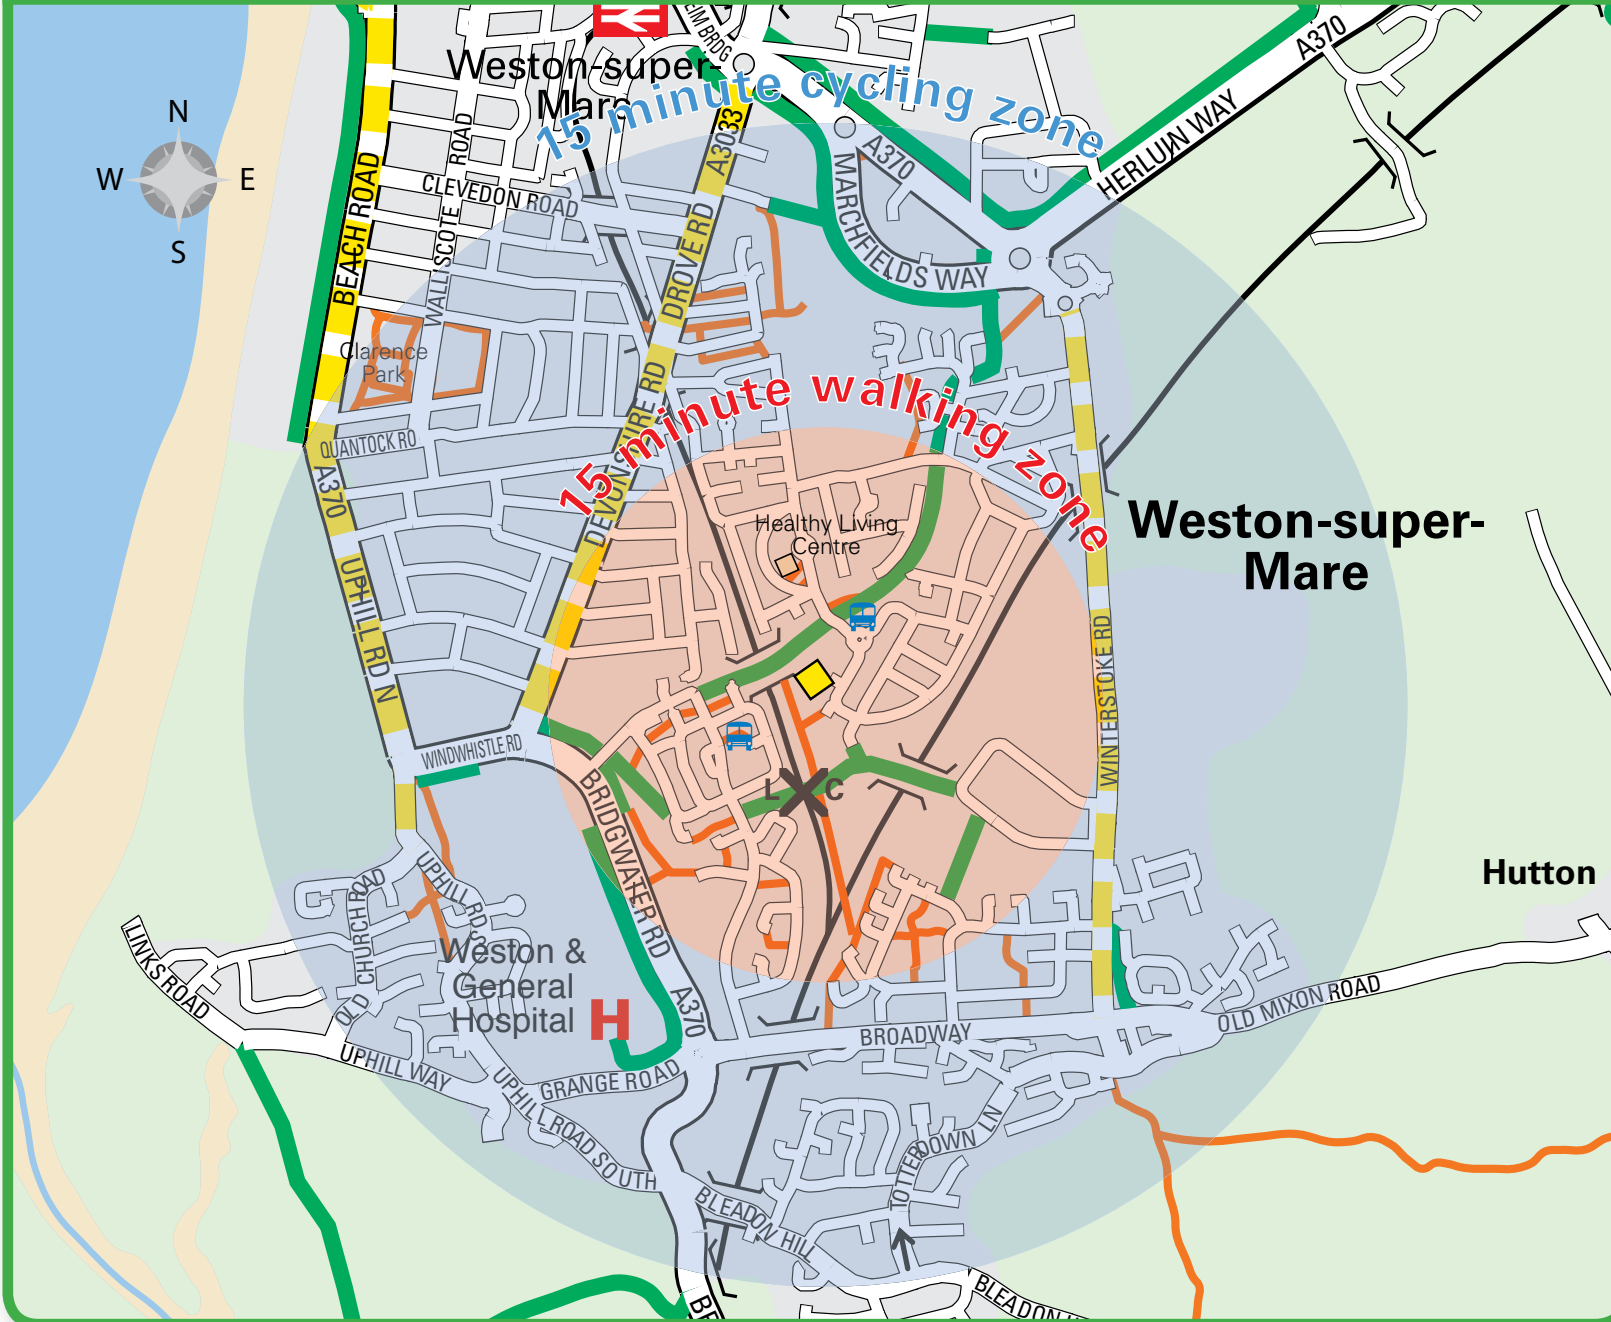 N
W
E
S
BEACH ROAD
CLEVEDON ROAD
WALLISCOTE ROAD
Weston-super-
Mare
15 minute cycling zone
A3033
DROVE RD
A370
MARCHFIELDS WAY
HERLUIN WAY
A370
Clarence
Park
QUANTOCK RD
A370
UPHILL RD N
DEVONSHIRE RD
15 minute walking zone
Healthy Living
Centre
Weston-super-
Mare
WINTERSTOKE RD
WINDWHISTLE RD
BRIDGWATER RD
A370
L C
Hutton
UPHILL RD S
OLD CHURCH ROAD
LINKS ROAD
Weston &
General
Hospital
H
UPHILL WAY
GRANGE ROAD
UPHILL ROAD SOUTH
BROADWAY
OLD MIXON ROAD
TOTTERDOWN LN
BLEADON HILL
BLEADON